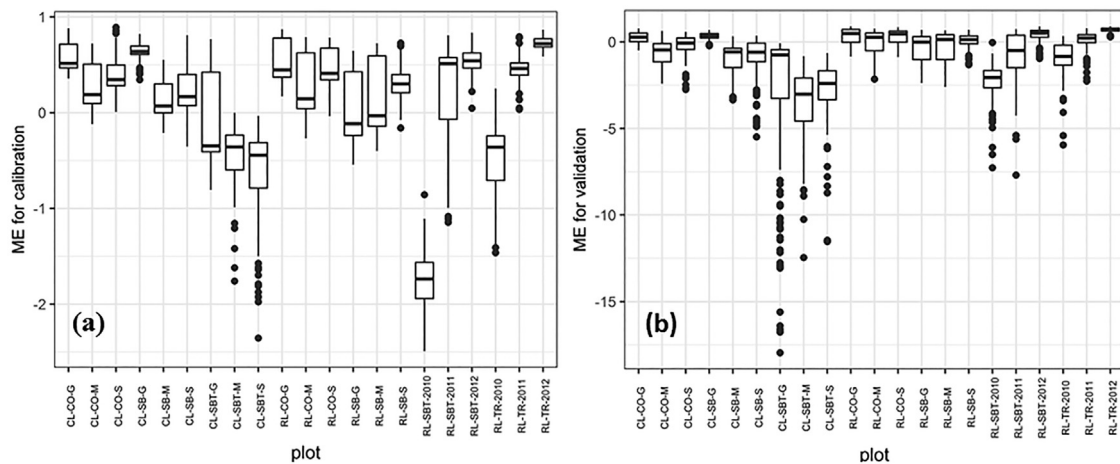 ME for calibration
1
0
-1
-2
(a)
CL-CO-G
CL-CO-M
CL-CO-S
CL-SB-G
CL-SB-M
CL-SB-S
CL-SBT-G
CL-SBT-M
CL-SBT-S
RL-CO-G
RL-CO-M
RL-CO-S
RL-SB-G
RL-SB-M
RL-SB-S
RL-SBT-2010
RL-SBT-2011
RL-SBT-2012
RL-TR-2010
RL-TR-2011
RL-TR-2012
plot
ME for validation
0
-5
-10
-15
(b)
CL-CO-G
CL-CO-M
CL-CO-S
CL-SB-G
CL-SB-M
CL-SB-S
CL-SBT-G
CL-SBT-M
CL-SBT-S
RL-CO-G
RL-CO-M
RL-CO-S
RL-SB-G
RL-SB-M
RL-SB-S
RL-SBT-2010
RL-SBT-2011
RL-SBT-2012
RL-TR-2010
RL-TR-2011
RL-TR-2012
plot